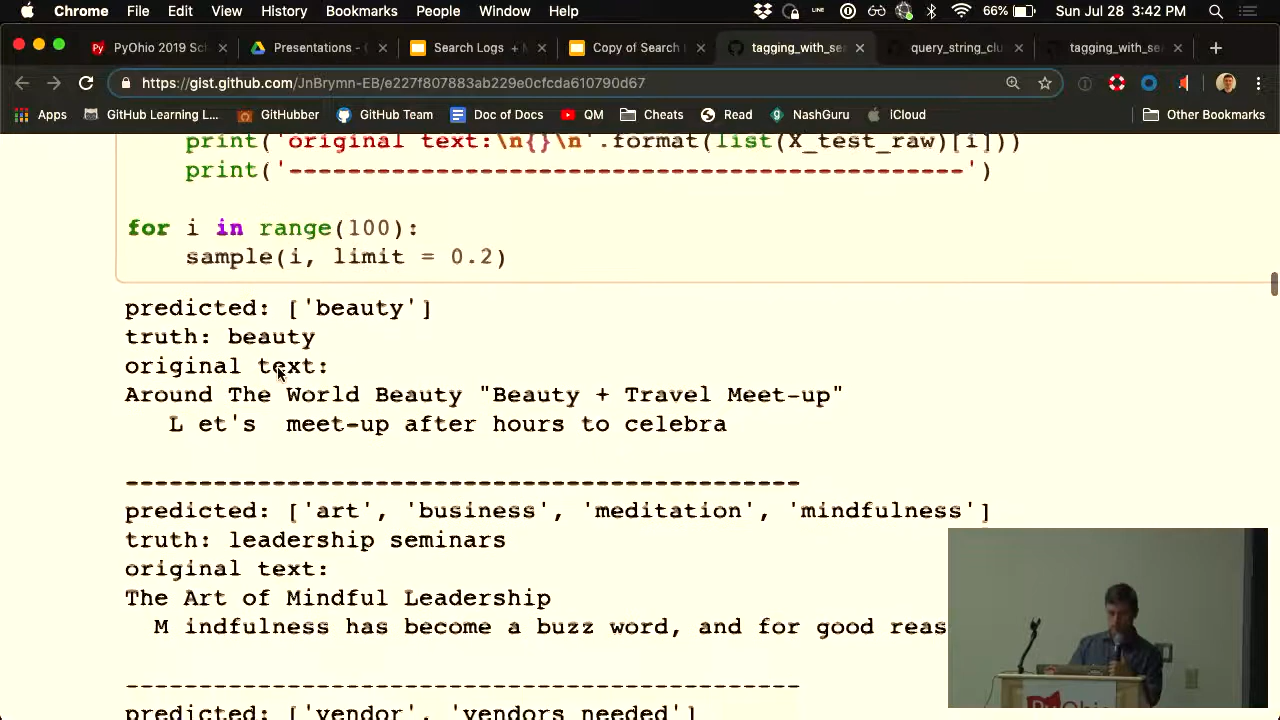 Chrome File Edit View History Bookmarks People Window Help LINE 66% Sun Jul 28 3:42 PM
PyOhio 2019 Sch Presentations - Search Logs + M Copy of Search tagging_with_sea query_string_clu tagging_with_sea
https://gist.github.com/JnBrymn-EB/e227f807883ab229e0cfcda610790d67
Apps GitHub Learning L... GitHubber GitHub Team Doc of Docs QM Cheats Read NashGuru iCloud Other Bookmarks
print('original text:\n{}\n'.format(list(X_test_raw)[i]))
print('----------------------------------------------')
for i in range(100):
sample(i, limit = 0.2)
predicted: ['beauty']
truth: beauty
original text:
Around The World Beauty "Beauty + Travel Meet-up"
L et's meet-up after hours to celebra
----------------------------------------------
predicted: ['art', 'business', 'meditation', 'mindfulness']
truth: leadership seminars
original text:
The Art of Mindful Leadership
M indfulness has become a buzz word, and for good reas
----------------------------------------------
predicted: ['vendor', 'vendors needed']
PyOhio